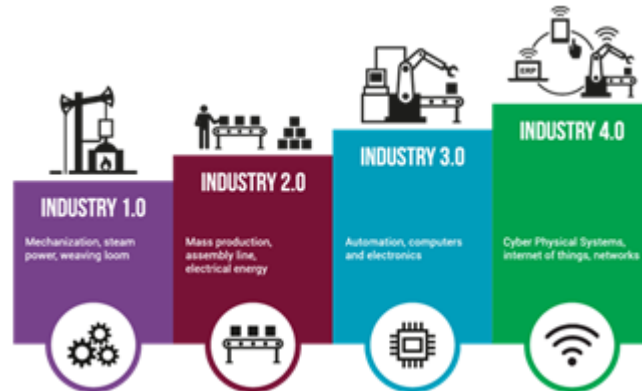 ERP
INDUSTRY 1.0
Mechanization, steam
power, weaving loom
INDUSTRY 2.0
Mass production,
assembly line,
electrical energy
INDUSTRY 3.0
Automation, computers
and electronics
INDUSTRY 4.0
Cyber Physical Systems,
internet of things, networks